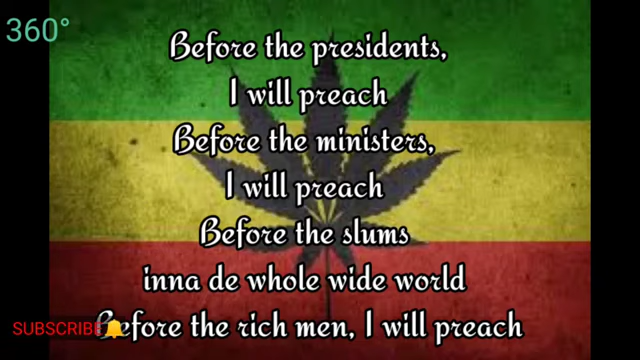 360°
Before the presidents,
I will preach
Before the ministers,
I will preach
Before the slums
inna de whole wide world
Before the rich men, I will preach
SUBSCRIBE